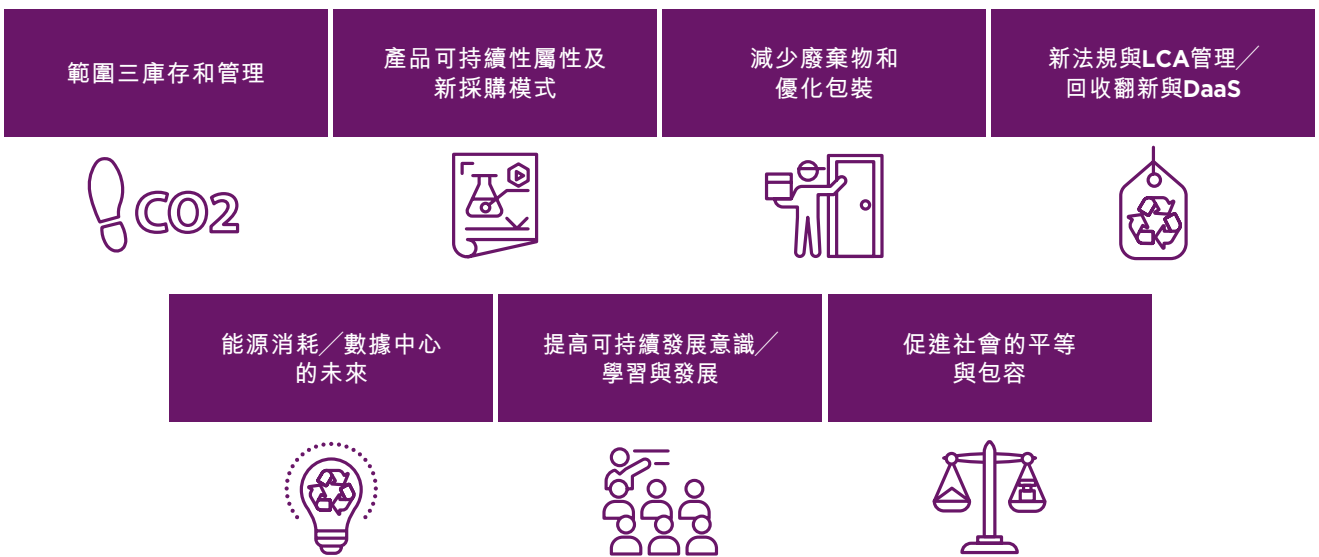 範圍三庫存和管理
產品可持續性屬性及
新採購模式
減少廢棄物和
優化包裝
新法規與LCA管理╱
回收翻新與DaaS
CO2
能源消耗╱數據中心
的未來
提高可持續發展意識╱
學習與發展
促進社會的平等
與包容